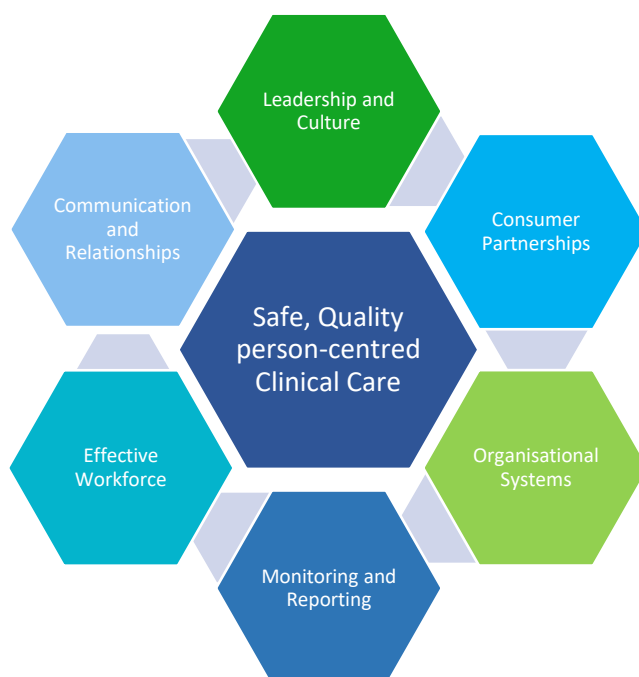 Leadership and
Culture
Communication
and
Relationships
Consumer
Partnerships
Safe, Quality
person-centred
Clinical Care
Effective
Workforce
Organisational
Systems
Monitoring and
Reporting